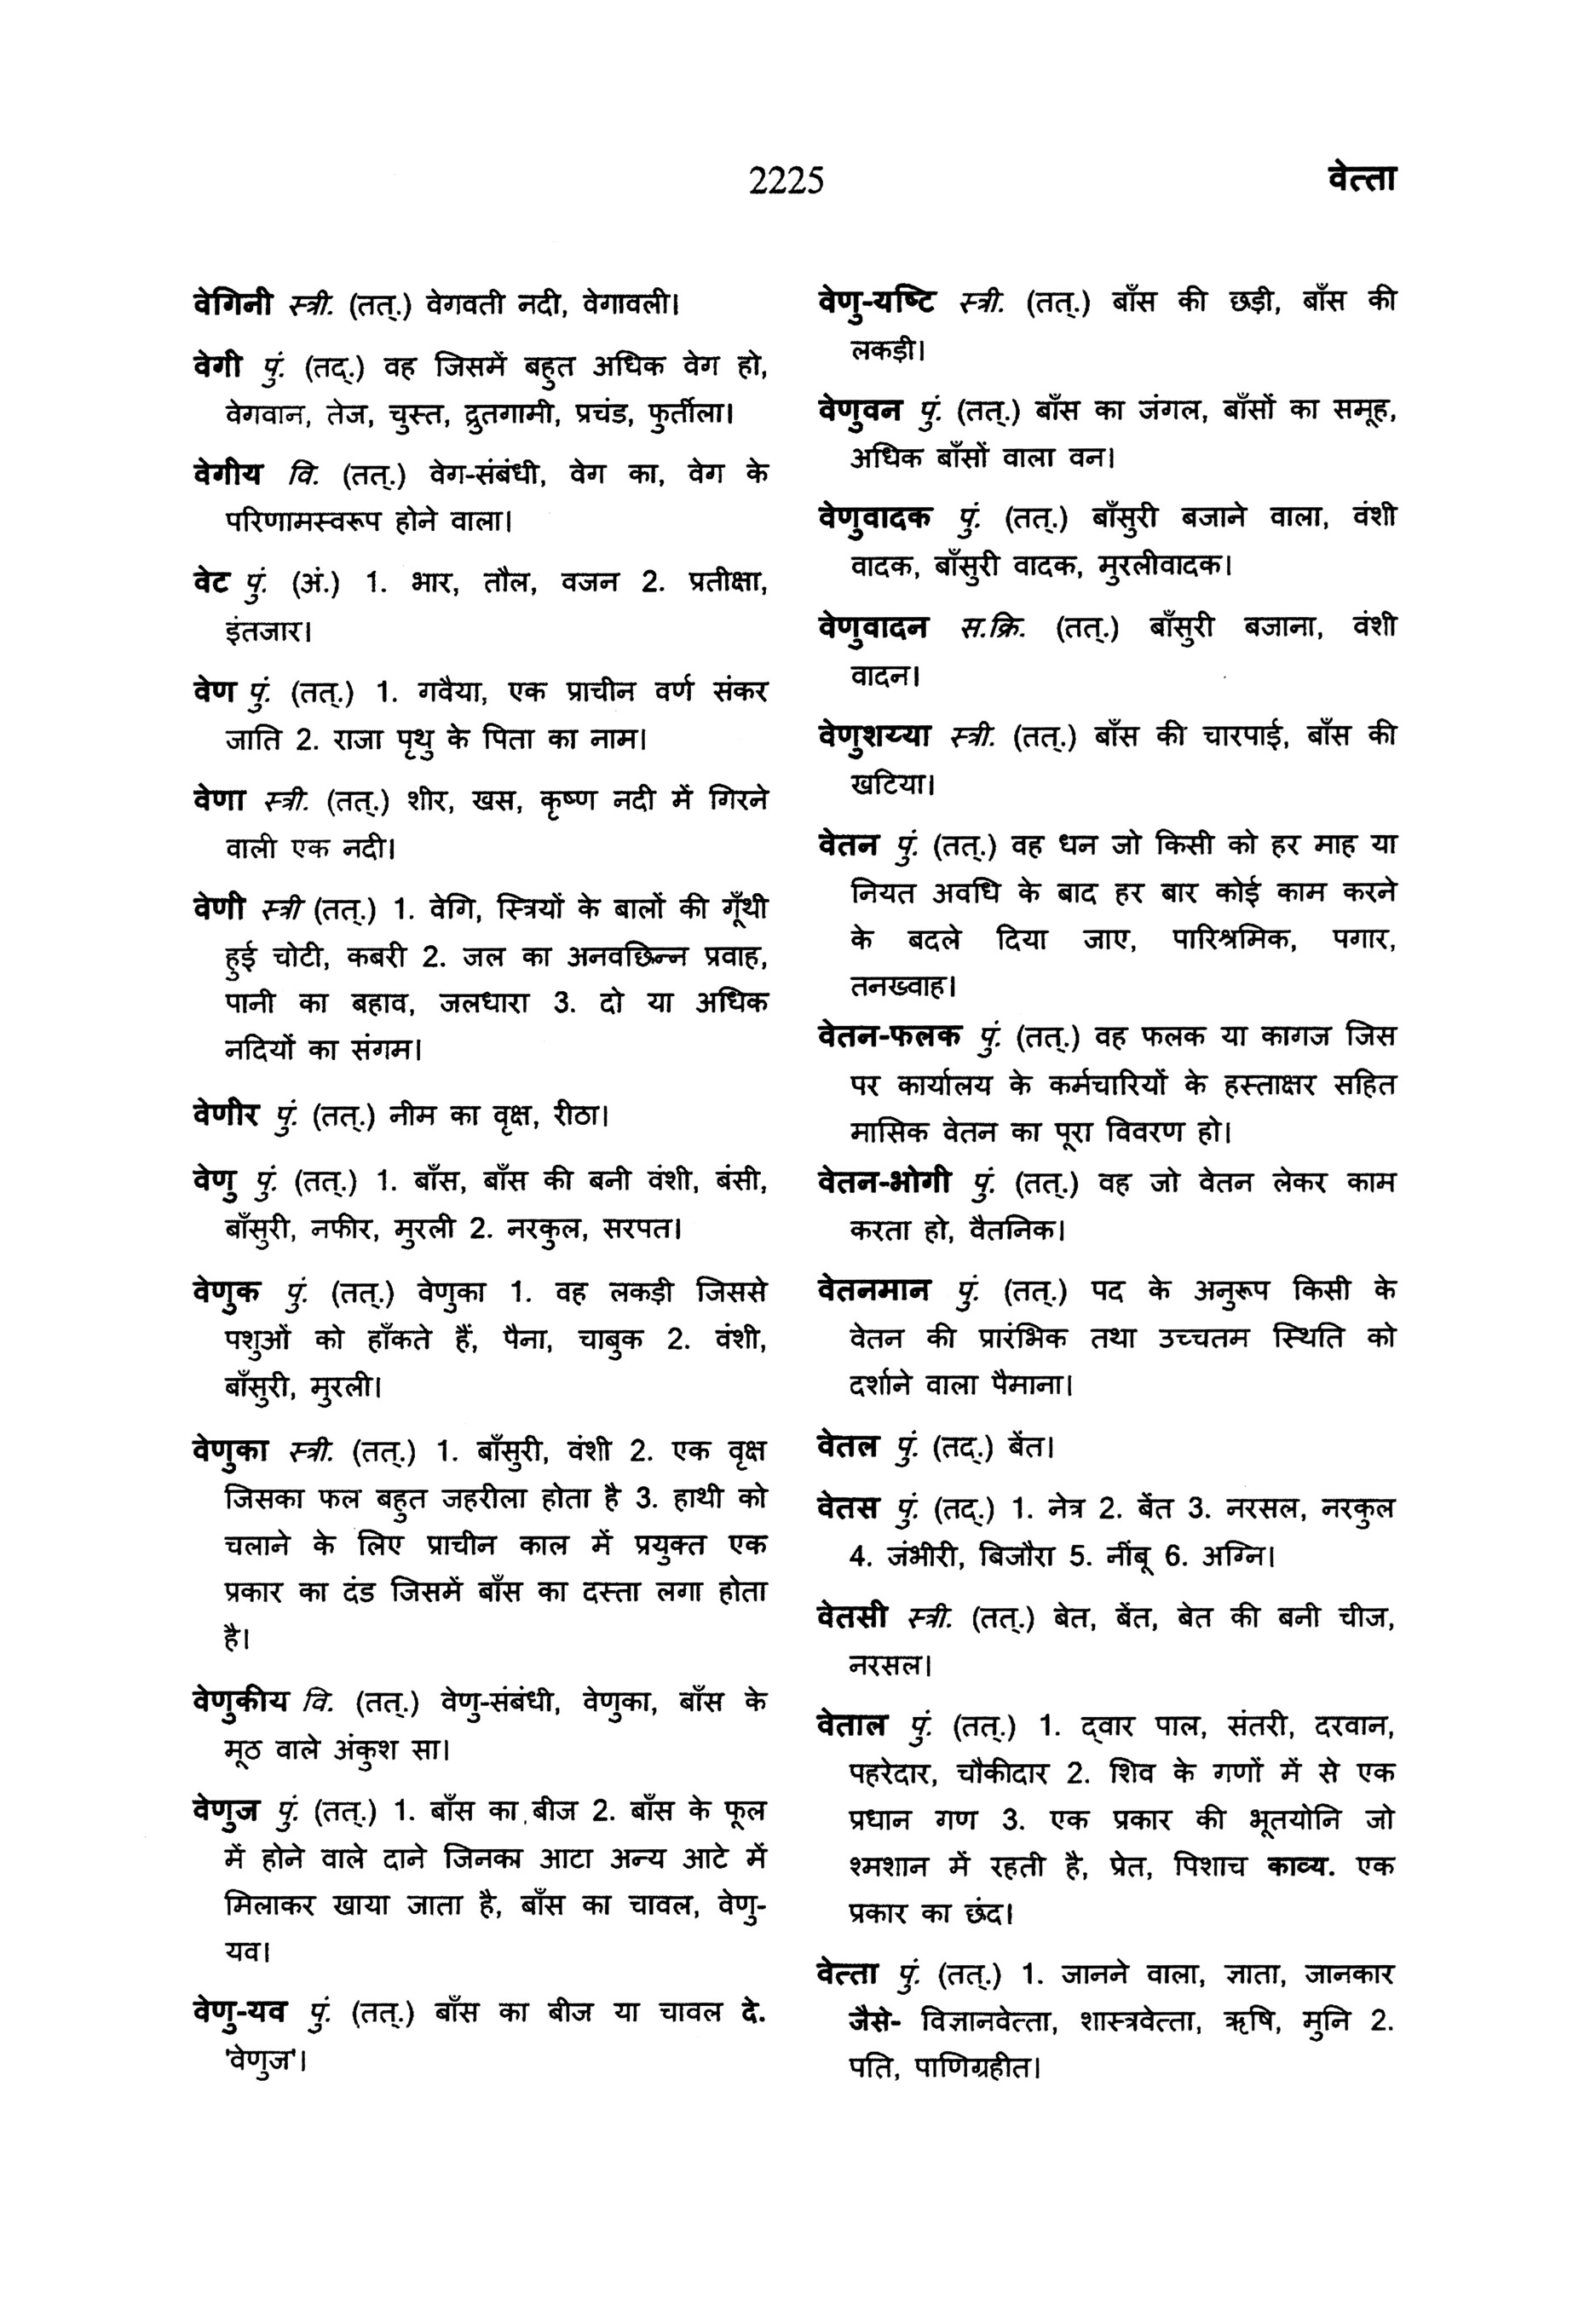 2225
वेत्ता
वेगिनी स्त्री. (तत्.) वेगवती नदी, वेगावली।
वेगी पुं. (तद्.) वह जिसमें बहुत अधिक वेग हो,
वेगवान, तेज, चुस्त, द्रुतगामी, प्रचंड, फुर्तीला।
वेगीय वि. (तत्.) वेग-संबंधी, वेग का, वेग के
परिणामस्वरूप होने वाला।
वेट पुं. (अं.) 1. भार, तौल, वजन 2. प्रतीक्षा,
इंतजार।
वेण पुं. (तत्.) 1. गवैया, एक प्राचीन वर्ण संकर
जाति 2. राजा पृथु के पिता का नाम।
वेणा स्त्री. (तत्.) शीर, खस, कृष्ण नदी में गिरने
वाली एक नदी।
वेणी स्त्री (तत्.) 1. वेगि, स्त्रियों के बालों की गूँथी
हुई चोटी, कबरी 2. जल का अनवछिन्न प्रवाह,
पानी का बहाव, जलधारा 3. दो या अधिक
नदियों का संगम।
वेणीर पुं. (तत्.) नीम का वृक्ष, रीठा।
वेणु पुं. (तत्.) 1. बाँस, बाँस की बनी वंशी, बंसी,
बाँसुरी, नफीर, मुरली 2. नरकुल, सरपत।
वेणुक पुं. (तत्.) वेणुका 1. वह लकड़ी जिससे
पशुओं को हाँकते हैं, पैना, चाबुक 2. वंशी,
बाँसुरी, मुरली।
वेणुका स्त्री. (तत्.) 1. बाँसुरी, वंशी 2. एक वृक्ष
जिसका फल बहुत जहरीला होता है 3. हाथी को
चलाने के लिए प्राचीन काल में प्रयुक्त एक
प्रकार का दंड जिसमें बाँस का दस्ता लगा होता
है।
वेणुकीय वि. (तत्.) वेणु-संबंधी, वेणुका, बाँस के
मूठ वाले अंकुश सा।
वेणुज पुं. (तत्.) 1. बाँस का बीज 2. बाँस के फूल
में होने वाले दाने जिनका आटा अन्य आटे में
मिलाकर खाया जाता है, बाँस का चावल, वेणु-
यव।
वेणु-यव पुं. (तत्.) बाँस का बीज या चावल दे.
'वेणुज'।
वेणु-यष्टि स्त्री. (तत्.) बाँस की छड़ी, बाँस की
लकड़ी।
वेणुवन पुं. (तत्.) बाँस का जंगल, बाँसों का समूह,
अधिक बाँसों वाला वन।
वेणुवादक पुं. (तत्.) बाँसुरी बजाने वाला, वंशी
वादक, बाँसुरी वादक, मुरलीवादक।
वेणुवादन स.क्रि. (तत्.) बाँसुरी बजाना, वंशी
वादन।
वेणुशय्या स्त्री. (तत्.) बाँस की चारपाई, बाँस की
खटिया।
वेतन पुं. (तत्.) वह धन जो किसी को हर माह या
नियत अवधि के बाद हर बार कोई काम करने
के बदले दिया जाए, पारिश्रमिक, पगार,
तनख्वाह।
वेतन-फलक पुं. (तत्.) वह फलक या कागज जिस
पर कार्यालय के कर्मचारियों के हस्ताक्षर सहित
मासिक वेतन का पूरा विवरण हो।
वेतन-भोगी पुं. (तत्.) वह जो वेतन लेकर काम
करता हो, वैतनिक।
वेतनमान पुं. (तत्.) पद के अनुरूप किसी के
वेतन की प्रारंभिक तथा उच्चतम स्थिति को
दर्शाने वाला पैमाना।
वेतल पुं. (तद्.) बेंत।
वेतस पुं. (तद्.) 1. नेत्र 2. बेंत 3. नरसल, नरकुल
4. जंभीरी, बिजौरा 5. नींबू 6. अग्नि।
वेतसी स्त्री. (तत्.) बेत, बेंत, बेत की बनी चीज,
नरसल।
वेताल पुं. (तत्.) 1. द्‌वार पाल, संतरी, दरवान,
पहरेदार, चौकीदार 2. शिव के गणों में से एक
प्रधान गण 3. एक प्रकार की भूतयोनि जो
श्मशान में रहती है, प्रेत, पिशाच काव्य. एक
प्रकार का छंद।
वेत्ता पुं. (तत्.) 1. जानने वाला, ज्ञाता, जानकार
जैसे- विज्ञानवेत्ता, शास्त्रवेत्ता, ऋषि, मुनि 2.
पति, पाणिग्रहीत।